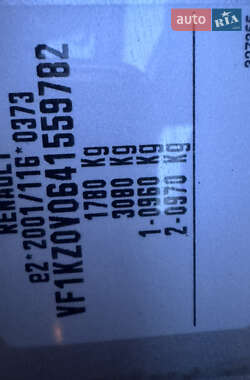 auto RIA
RENAULT
e2*2001/116*0373
VF1KZ0V0641559782
1780 Kg
3080 Kg
1-0960 Kg
2-0970 Kg